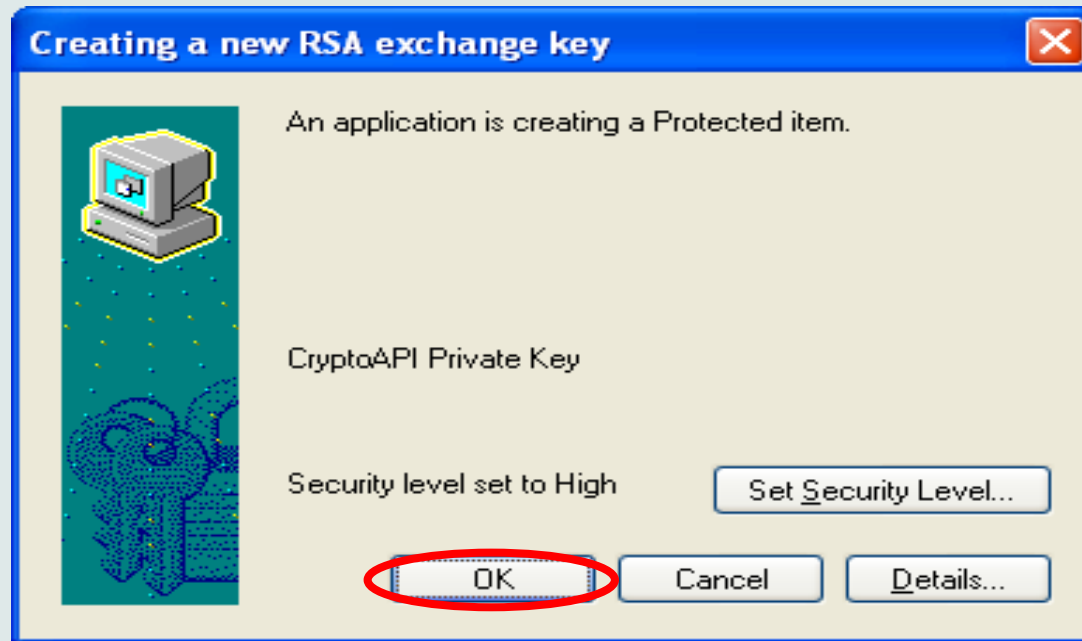 Creating a new RSA exchange key
An application is creating a Protected item.
CryptoAPI Private Key
Security level set to High
Set Security Level...
OK
Cancel
Details...